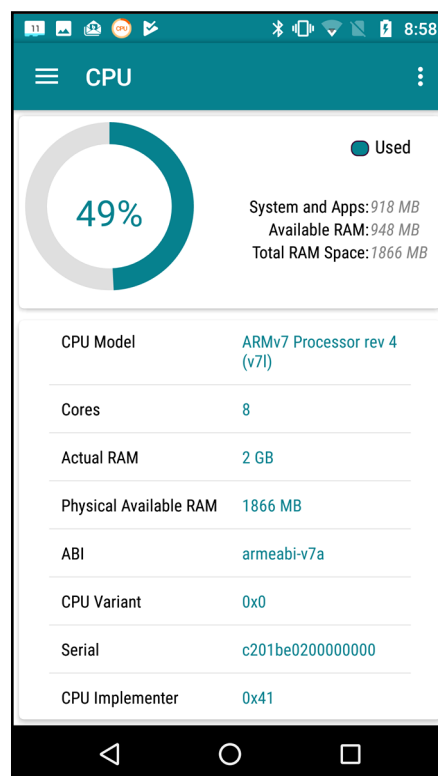 11
CPU
8:58
CPU
49%
Used
System and Apps:918 MB
Available RAM:948 MB
Total RAM Space:1866 MB
CPU Model
ARMv7 Processor rev 4
(v7l)
Cores
8
Actual RAM
2 GB
Physical Available RAM
1866 MB
ABI
armeabi-v7a
CPU Variant
0x0
Serial
c201be0200000000
CPU Implementer
0x41